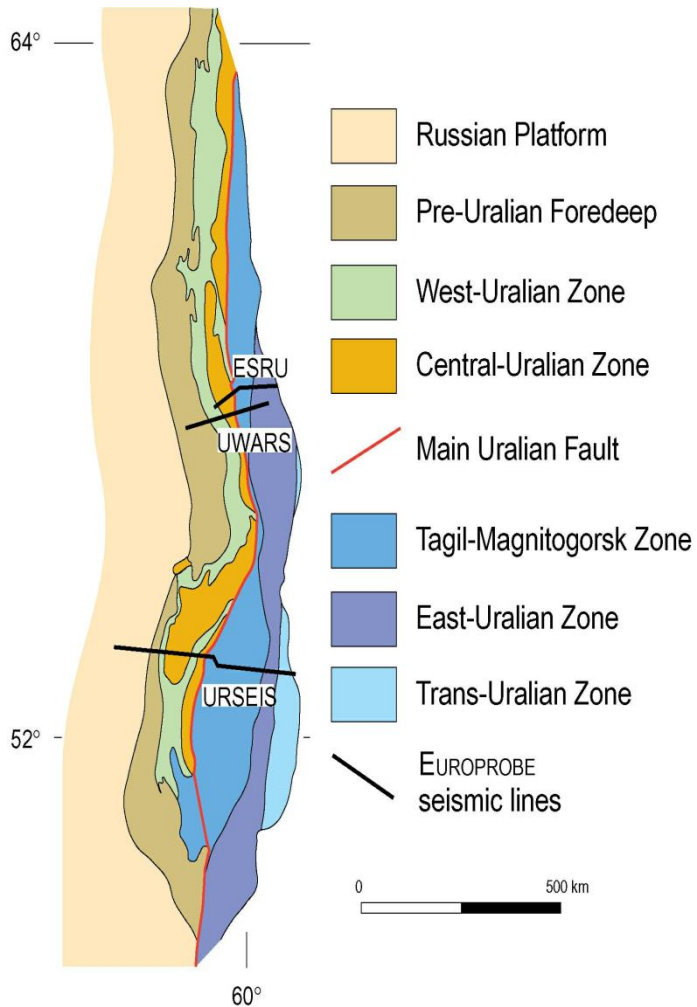 64°
Russian Platform
Pre-Uralian Foredeep
West-Uralian Zone
Central-Uralian Zone
ESRU
UWARS
Main Uralian Fault
Tagil-Magnitogorsk Zone
East-Uralian Zone
Trans-Uralian Zone
URSEIS
52°
EUROPROBE
seismic lines
0 500 km
60°